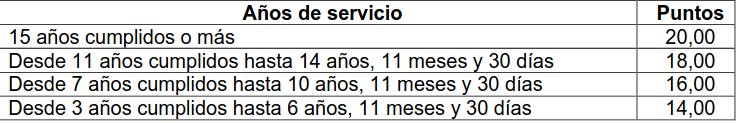 Años de servicio Puntos
15 años cumplidos o más 20,00
Desde 11 años cumplidos hasta 14 años, 11 meses y 30 días 18,00
Desde 7 años cumplidos hasta 10 años, 11 meses y 30 días 16,00
Desde 3 años cumplidos hasta 6 años, 11 meses y 30 días 14,00